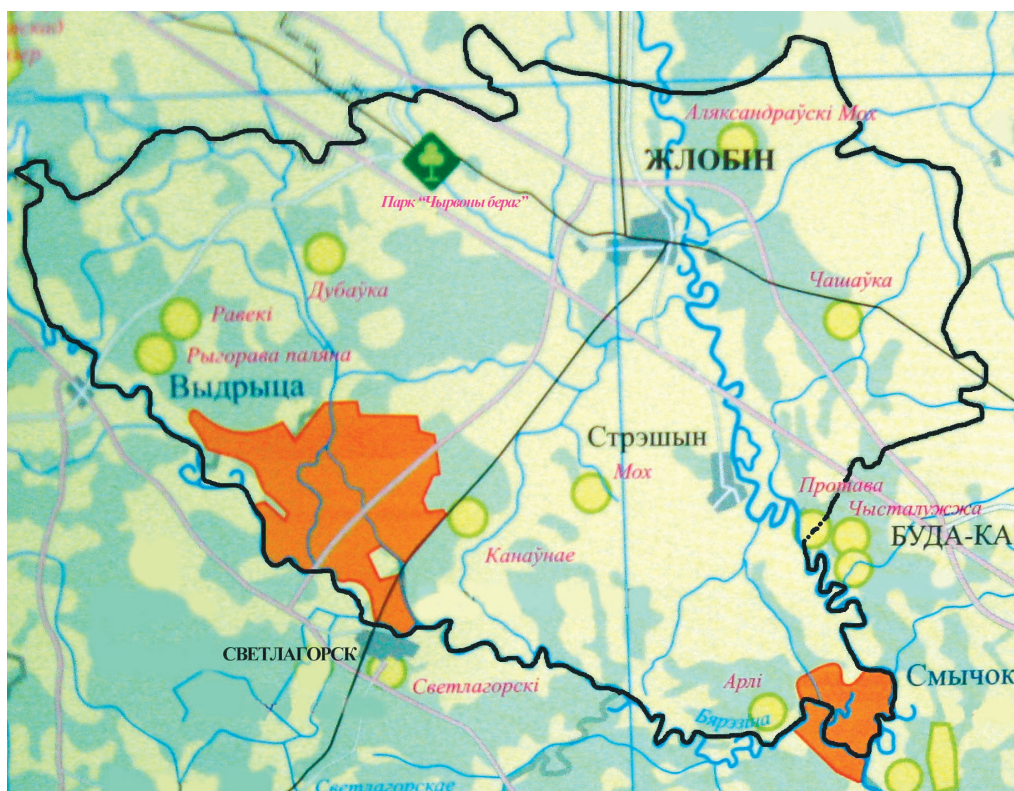 Аляксандраўскі Мох
ЖЛОБІН
Парк “Чырвоны бераг”
Дубаўка
Чашаўка
Равекі
Рыгорава паляна
Выдрыца
Стрэшын
Мох
Протава
Чысталужжа
БУДА-КА
Канаўнае
СВЕТЛАГОРСК
Светлагорскі
Арлі
Смычок
Бярэзіна
Светлагорскае